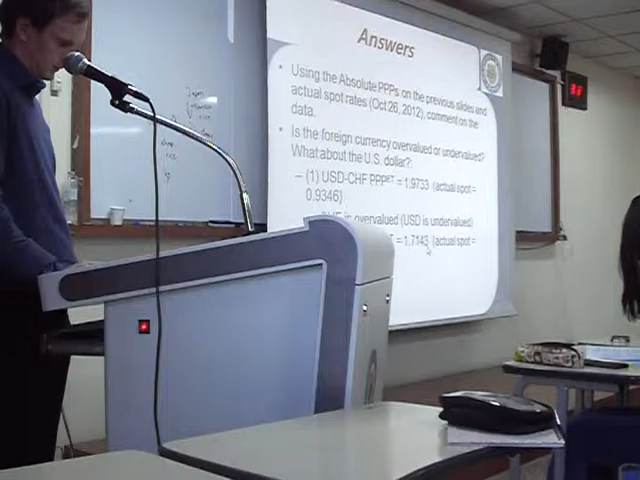 Answers
• Using the Absolute PPPs on the previous slides and
actual spot rates (Oct 26, 2012), comment on the
data.
• Is the foreign currency overvalued or undervalued?
What about the U.S. dollar?:
– (1) USD-CHF PPPᴱᵀ = 1.9733 (actual spot =
0.9346)
is overvalued (USD is undervalued)
= 1.7143 (actual spot =